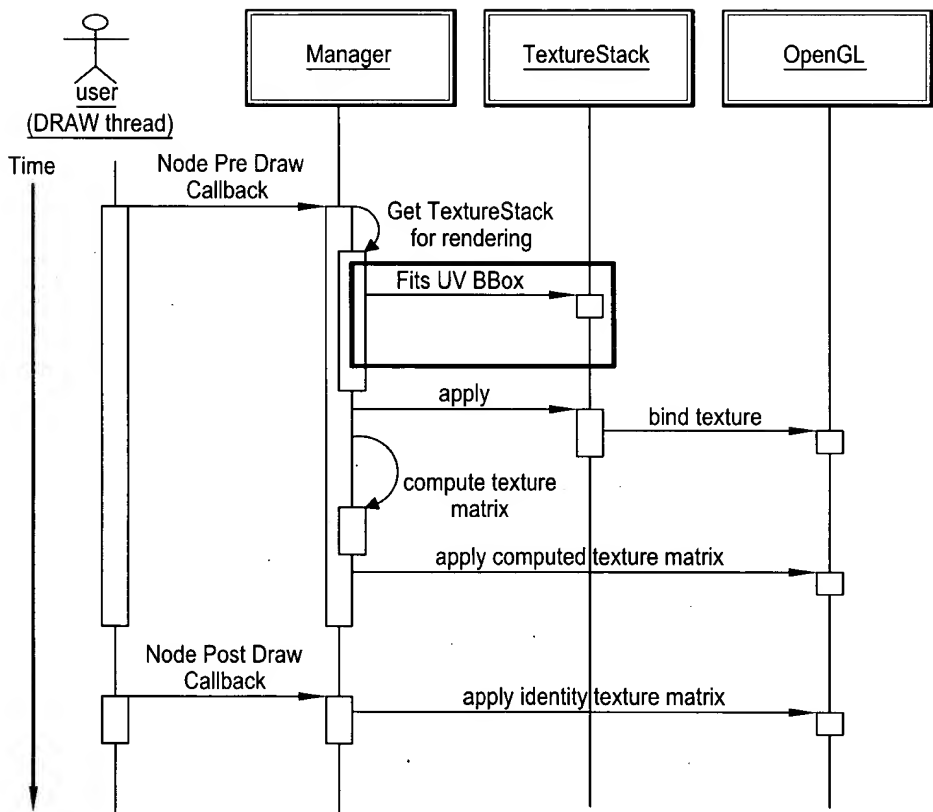 Manager
TextureStack
OpenGL
user
(DRAW thread)
Time
Node Pre Draw
Callback
Get TextureStack
for rendering
Fits UV BBox
apply
bind texture
compute texture
matrix
apply computed texture matrix
Node Post Draw
Callback
apply identity texture matrix